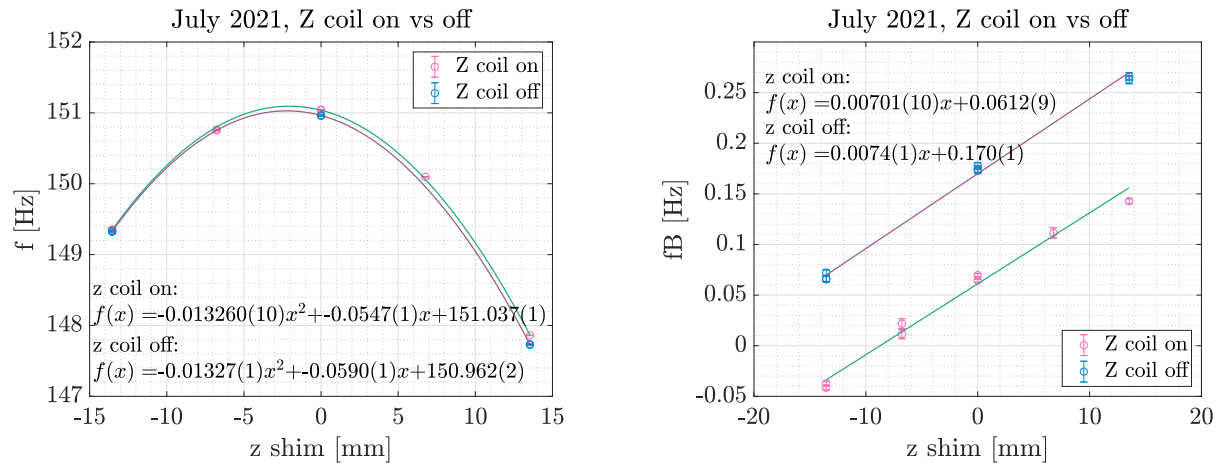 July 2021, Z coil on vs off
152
151
150
149
148
147
f [Hz]
Z coil on
Z coil off
z coil on:
f(x) =-0.013260(10)x²+-0.0547(1)x+151.037(1)
z coil off:
f(x) =-0.01327(1)x²+-0.0590(1)x+150.962(2)
-15 -10 -5 0 5 10 15
z shim [mm]
July 2021, Z coil on vs off
0.25
0.2
0.15
0.1
0.05
0
-0.05
fB [Hz]
z coil on:
f(x) =0.00701(10)x+0.0612(9)
z coil off:
f(x) =0.0074(1)x+0.170(1)
Z coil on
Z coil off
-20 -10 0 10 20
z shim [mm]